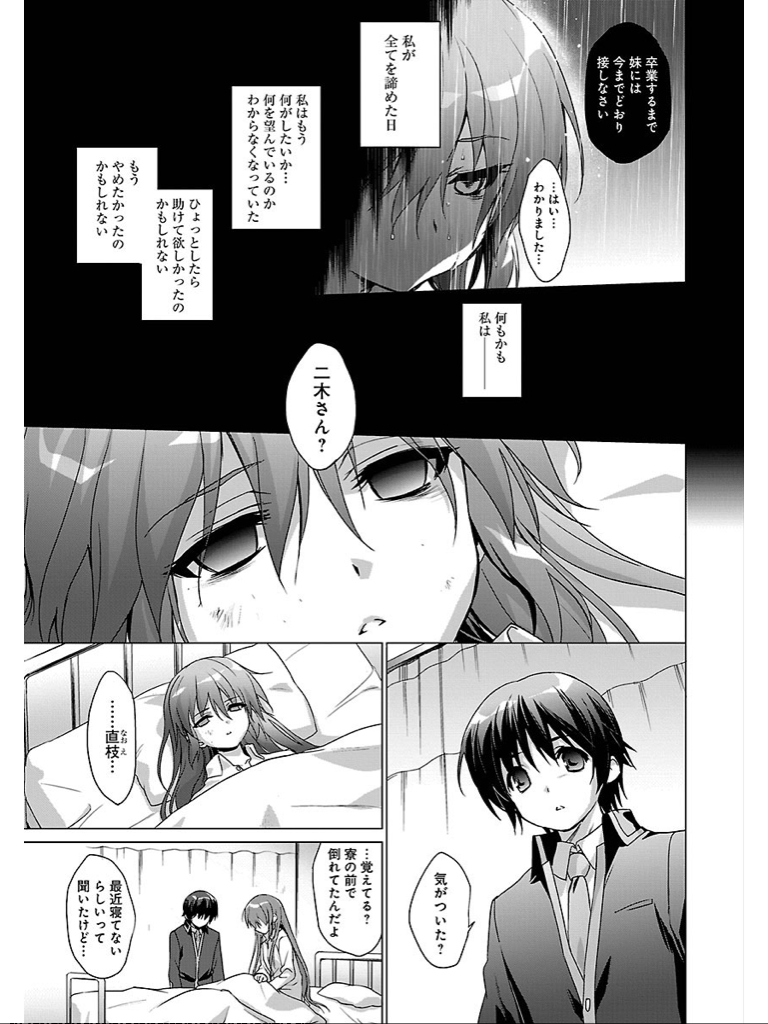 卒業するまで
妹には
今までどおり
接しなさい
…はい…
わかりました…
私が
全てを諦めた日
私はもう
何がしたいか…
何を望んでいるのか
わからなくなっていた
ひょっとしたら
助けて欲しかったの
かもしれない
もう
やめたかったの
かもしれない
何もかも
私は――
二木さん？
気がついた？
……直枝…
なおえ
…覚えてる？
寮の前で
倒れてたんだよ
最近寝てない
らしいって
聞いたけど…